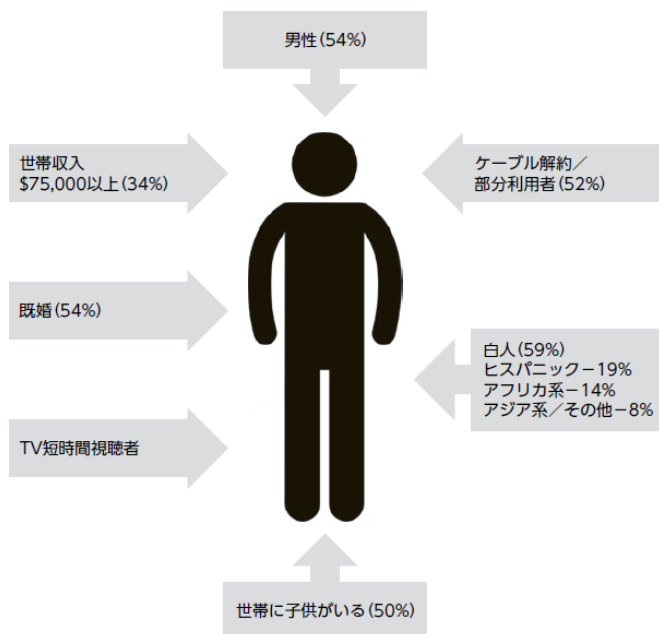 男性(54%)
世帯収入
$75,000以上(34%)
ケーブル解約／
部分利用者(52%)
既婚(54%)
白人(59%)
ヒスパニック－19%
アフリカ系－14%
アジア系／その他－8%
TV短時間視聴者
世帯に子供がいる(50%)